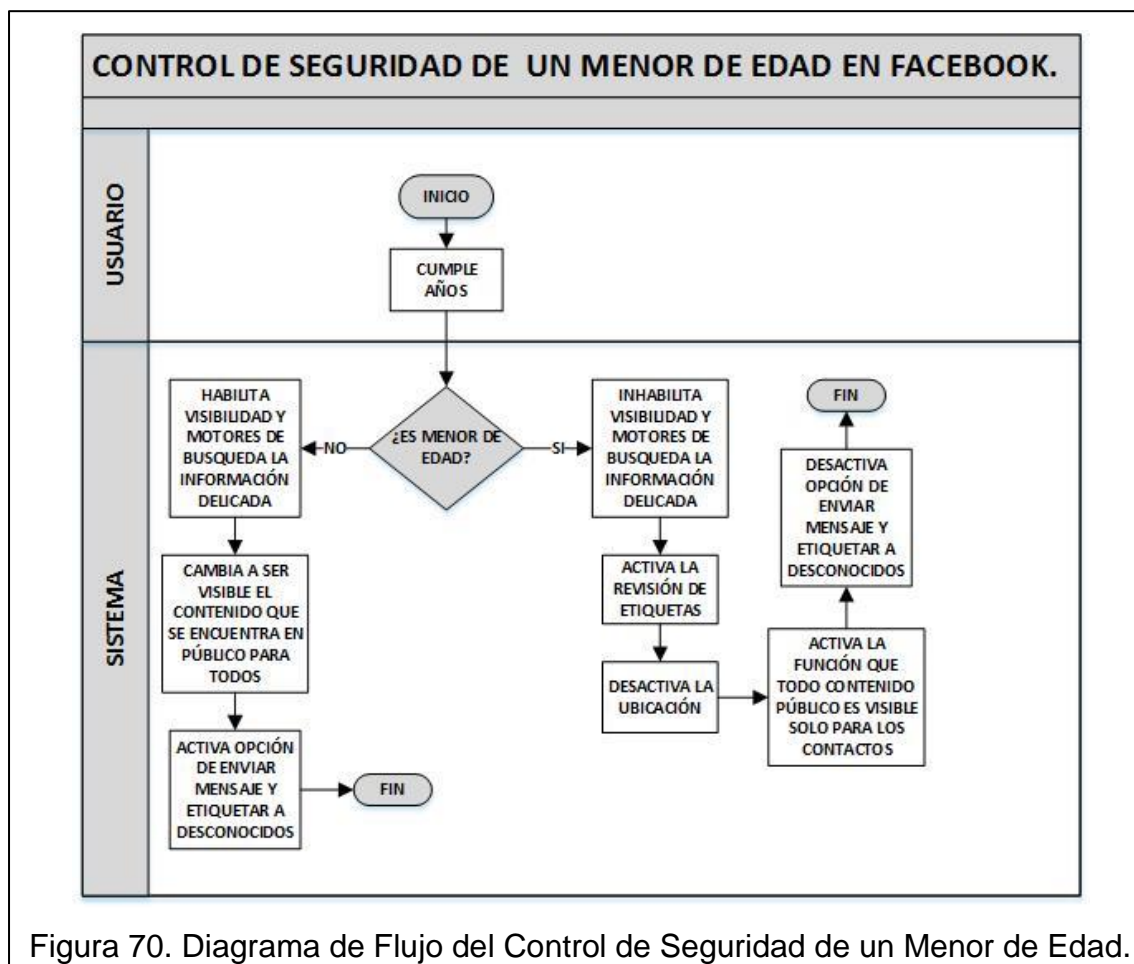 CONTROL DE SEGURIDAD DE UN MENOR DE EDAD EN FACEBOOK.
USUARIO
INICIO
CUMPLE
AÑOS
SISTEMA
¿ES MENOR DE
EDAD?
NO
HABILITA
VISIBILIDAD Y
MOTORES DE
BUSQUEDA LA
INFORMACIÓN
DELICADA
CAMBIA A SER
VISIBLE EL
CONTENIDO QUE
SE ENCUENTRA EN
PÚBLICO PARA
TODOS
ACTIVA OPCIÓN
DE ENVIAR
MENSAJE Y
ETIQUETAR A
DESCONOCIDOS
FIN
SI
INHABILITA
VISIBILIDAD Y
MOTORES DE
BUSQUEDA LA
INFORMACIÓN
DELICADA
ACTIVA LA
REVISIÓN DE
ETIQUETAS
DESACTIVA LA
UBICACIÓN
ACTIVA LA
FUNCIÓN QUE
TODO CONTENIDO
PÚBLICO ES VISIBLE
SOLO PARA LOS
CONTACTOS
DESACTIVA
OPCIÓN DE
ENVIAR
MENSAJE Y
ETIQUETAR A
DESCONOCIDOS
FIN
Figura 70. Diagrama de Flujo del Control de Seguridad de un Menor de Edad.